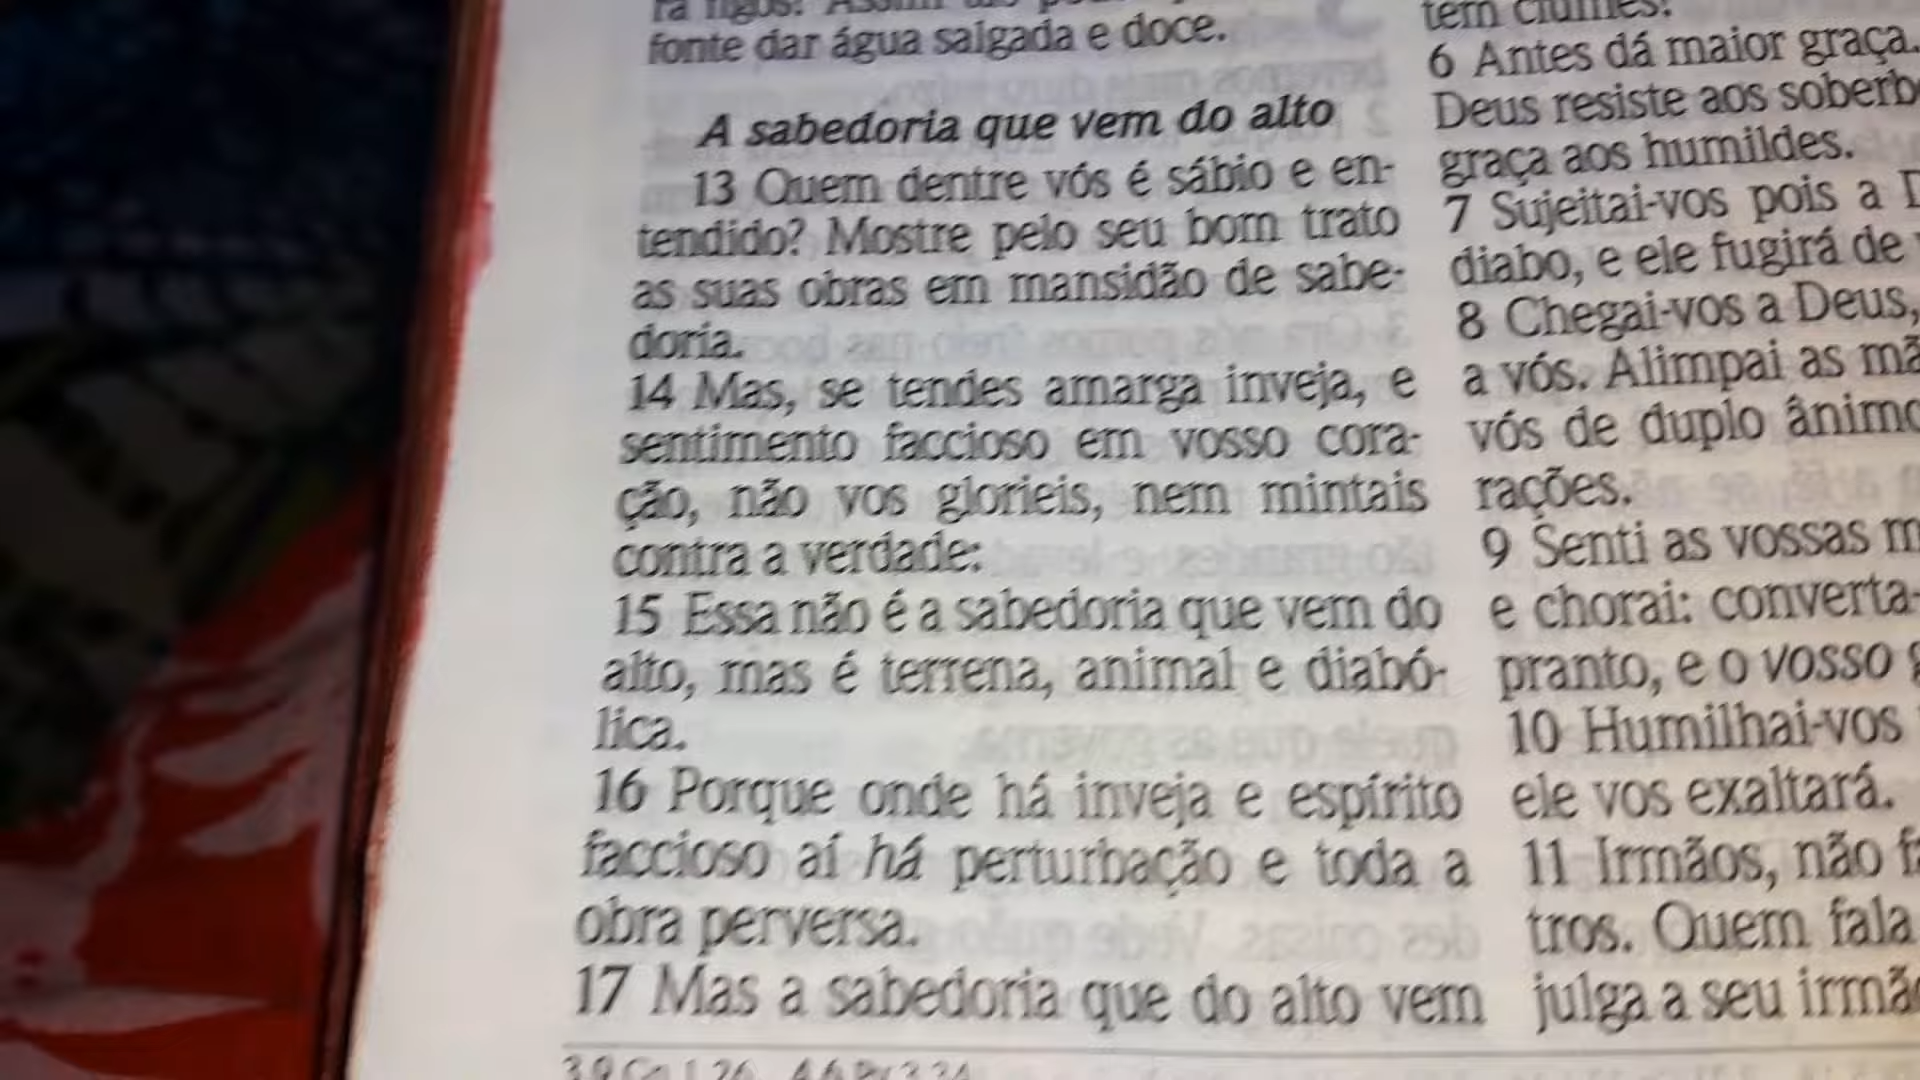 fonte dar água salgada e doce.
A sabedoria que vem do alto
13 Quem dentre vós é sábio e en-
tendido? Mostre pelo seu bom trato
as suas obras em mansidão de sabe-
doria.
14 Mas, se tendes amarga inveja, e
sentimento faccioso em vosso cora-
ção, não vos glorieis, nem mintais
contra a verdade:
15 Essa não é a sabedoria que vem do
alto, mas é terrena, animal e diabó-
lica.
16 Porque onde há inveja e espírito
faccioso aí há perturbação e toda a
obra perversa.
17 Mas a sabedoria que do alto vem
tem ciúmes?
6 Antes dá maior graça.
Deus resiste aos soberb
graça aos humildes.
7 Sujeitai-vos pois a D
diabo, e ele fugirá de
8 Chegai-vos a Deus,
a vós. Alimpai as mã
vós de duplo ânimo
rações.
9 Senti as vossas m
e chorai: converta-
pranto, e o vosso
10 Humilhai-vos
ele vos exaltará.
11 Irmãos, não fa
tros. Quem fala
julga a seu irmão